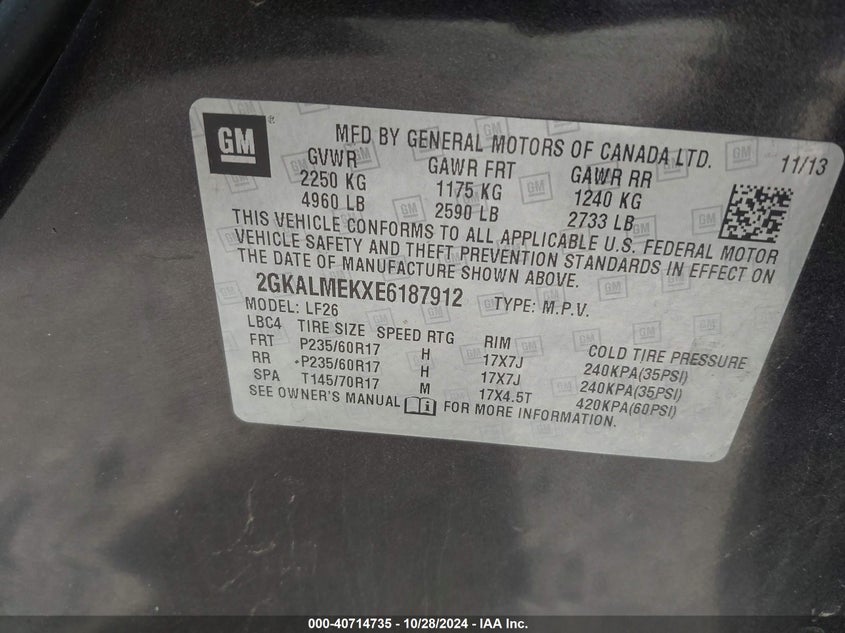 GM ®
MFD BY GENERAL MOTORS OF CANADA LTD. 11/13
GVWR GAWR FRT GAWR RR
2250 KG 1175 KG 1240 KG
4960 LB 2590 LB 2733 LB
THIS VEHICLE CONFORMS TO ALL APPLICABLE U.S. FEDERAL MOTOR
VEHICLE SAFETY AND THEFT PREVENTION STANDARDS IN EFFECT ON
THE DATE OF MANUFACTURE SHOWN ABOVE.
2GKALMEKXE6187912 TYPE: M.P.V.
MODEL: LF26
LBC4 TIRE SIZE SPEED RTG RIM COLD TIRE PRESSURE
FRT P235/60R17 H 17X7J 240KPA(35PSI)
RR P235/60R17 H 17X7J 240KPA(35PSI)
SPA T145/70R17 M 17X4.5T 420KPA(60PSI)
SEE OWNER'S MANUAL FOR MORE INFORMATION.
000-40714735 / 10/28/2024 - IAA Inc.